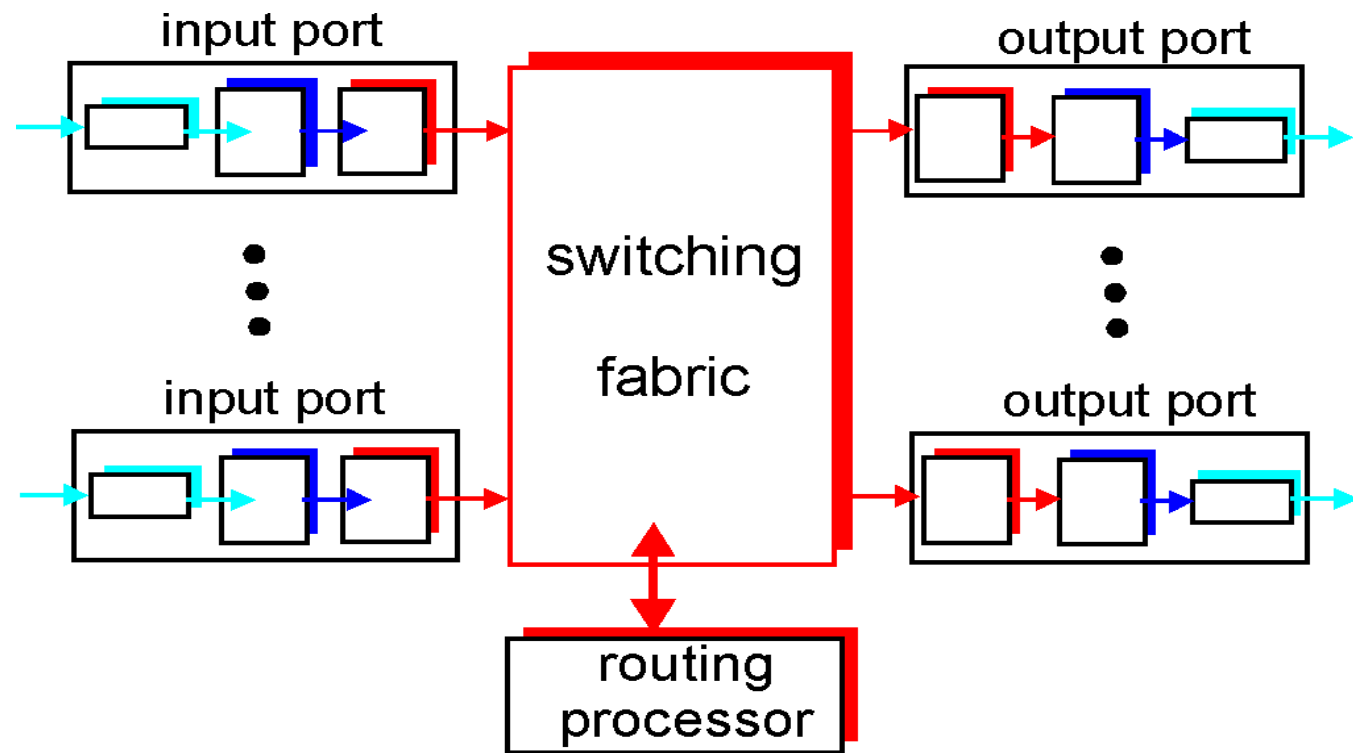 input port
output port
switching
fabric
input port
output port
routing
processor